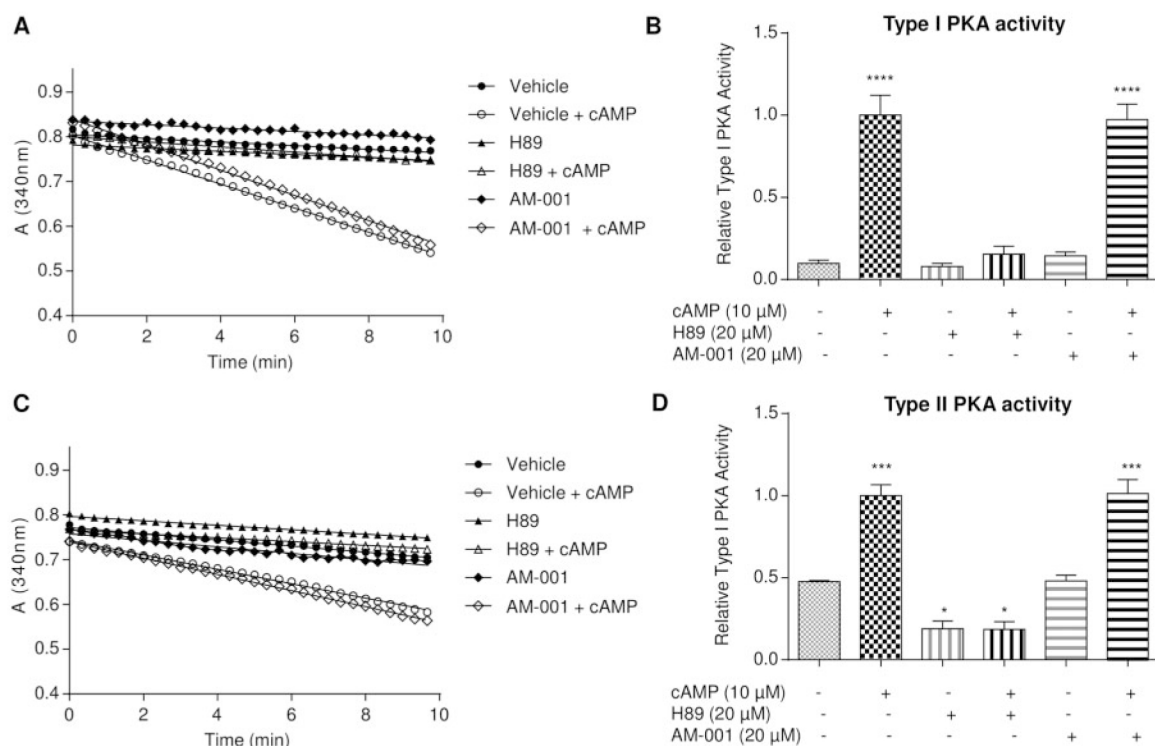 A
A (340nm)
0.9
0.8
0.7
0.6
0.5
0.4
0 2 4 6 8 10
Time (min)
Vehicle
Vehicle + cAMP
H89
H89 + cAMP
AM-001
AM-001 + cAMP
B
Type I PKA activity
Relative Type I PKA Activity
1.5
1.0
0.5
0.0
**** ****
cAMP (10 μM) - + - + - +
H89 (20 μM) - - + + - -
AM-001 (20 μM) - - - - + +
C
A (340nm)
0.9
0.8
0.7
0.6
0.5
0.4
0 2 4 6 8 10
Time (min)
Vehicle
Vehicle + cAMP
H89
H89 + cAMP
AM-001
AM-001 + cAMP
D
Type II PKA activity
Relative Type I PKA Activity
1.5
1.0
0.5
0.0
*** * * ***
cAMP (10 μM) - + - + - +
H89 (20 μM) - - + + - -
AM-001 (20 μM) - - - - + +